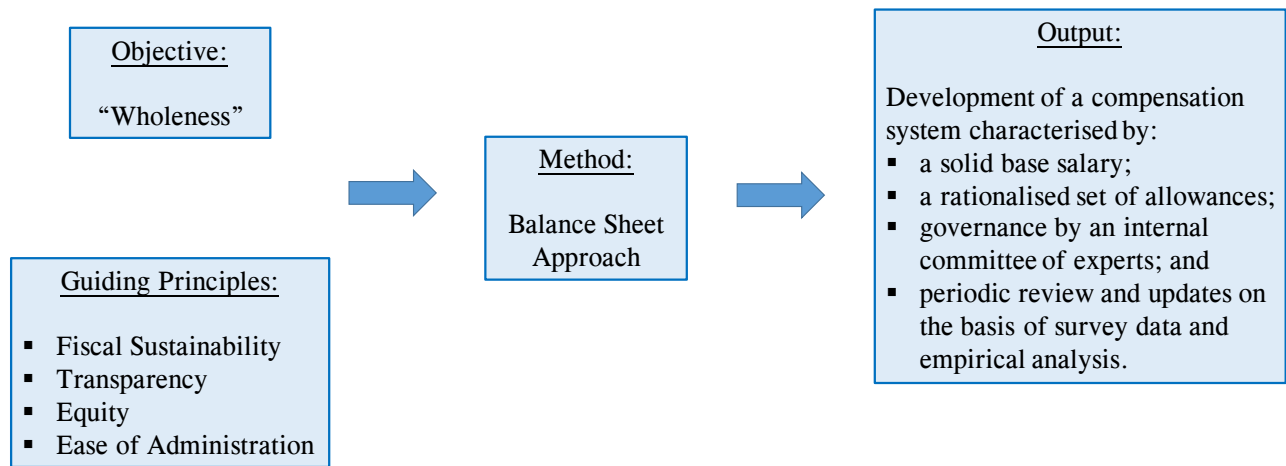 Objective:
“Wholeness”
Guiding Principles:
▪ Fiscal Sustainability
▪ Transparency
▪ Equity
▪ Ease of Administration
Method:
Balance Sheet
Approach
Output:
Development of a compensation
system characterised by:
▪ a solid base salary;
▪ a rationalised set of allowances;
▪ governance by an internal
committee of experts; and
▪ periodic review and updates on
the basis of survey data and
empirical analysis.